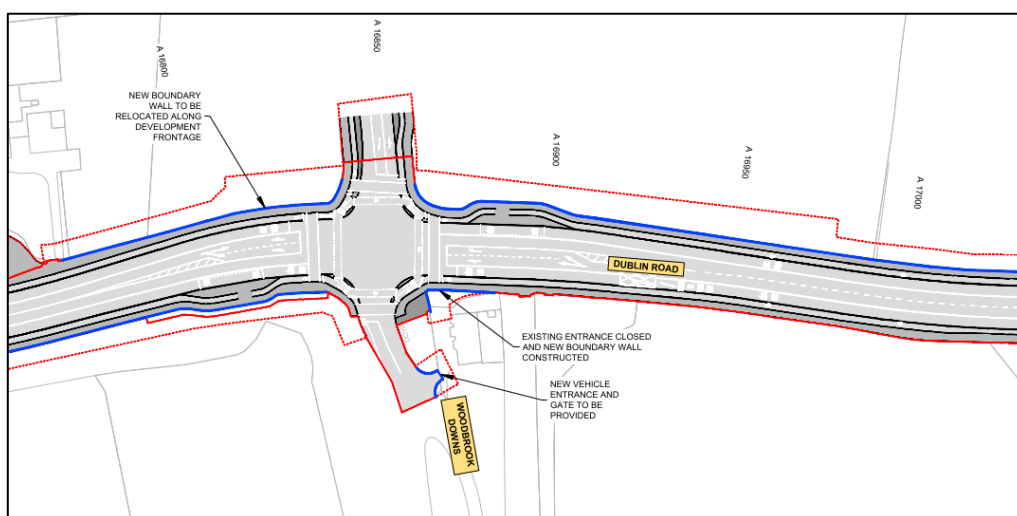 A 16800
A 16850
NEW BOUNDARY
WALL TO BE
RELOCATED ALONG
DEVELOPMENT
FRONTAGE
A 16900
A 16950
A 17000
DUBLIN ROAD
EXISTING ENTRANCE CLOSED
AND NEW BOUNDARY WALL
CONSTRUCTED
NEW VEHICLE
ENTRANCE AND
GATE TO BE
PROVIDED
WOODBROOK
DOWNS